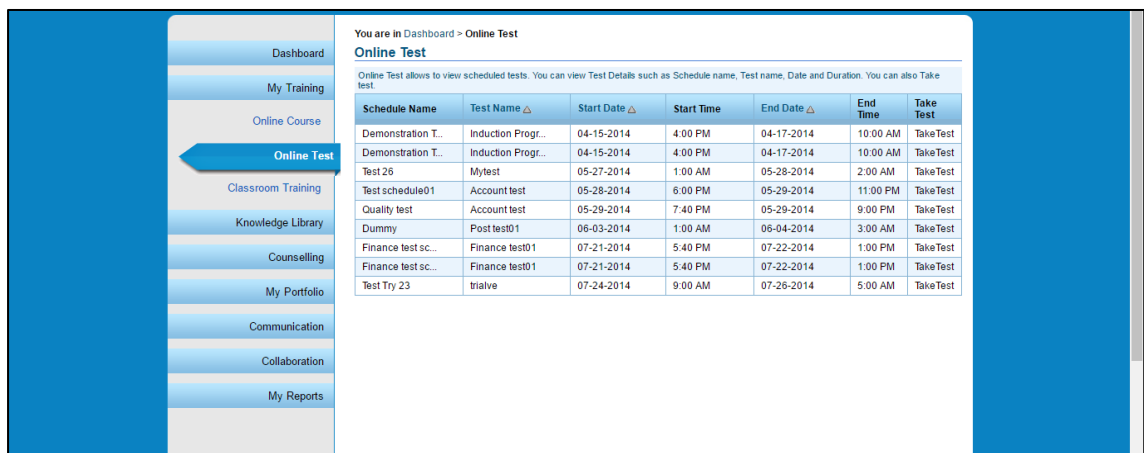 You are in Dashboard > Online Test
Online Test
Online Test allows to view scheduled tests. You can view Test Details such as Schedule name, Test name, Date and Duration. You can also Take
test.
Dashboard
My Training
Online Course
Online Test
Classroom Training
Knowledge Library
Counselling
My Portfolio
Communication
Collaboration
My Reports
Schedule Name Test Name Start Date Start Time End Date End Time Take Test
Demonstration T... Induction Progr... 04-15-2014 4:00 PM 04-17-2014 10:00 AM TakeTest
Demonstration T... Induction Progr... 04-15-2014 4:00 PM 04-17-2014 10:00 AM TakeTest
Test 26 Mytest 05-27-2014 1:00 AM 05-28-2014 2:00 AM TakeTest
Test schedule01 Account test 05-28-2014 6:00 PM 05-29-2014 11:00 PM TakeTest
Quality test Account test 05-29-2014 7:40 PM 05-29-2014 9:00 PM TakeTest
Dummy Post test01 06-03-2014 1:00 AM 06-04-2014 3:00 AM TakeTest
Finance test sc... Finance test01 07-21-2014 5:40 PM 07-22-2014 1:00 PM TakeTest
Finance test sc... Finance test01 07-21-2014 5:40 PM 07-22-2014 1:00 PM TakeTest
Test Try 23 trialve 07-24-2014 9:00 AM 07-26-2014 5:00 AM TakeTest